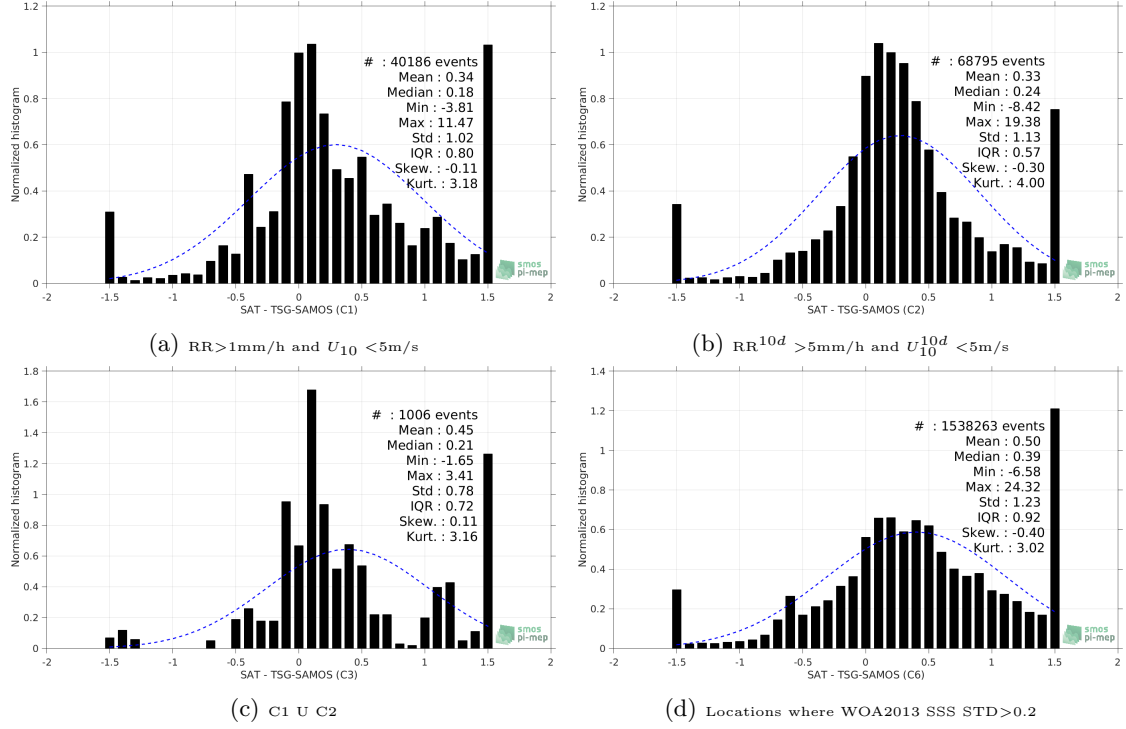 1.2
1
0.8
0.6
0.4
0.2
0
Normalized histogram
-2
-1.5
-1
-0.5
0
0.5
1
1.5
2
SAT - TSG-SAMOS (C1)
# : 40186 events
Mean : 0.34
Median : 0.18
Min : -3.81
Max : 11.47
Std : 1.02
IQR : 0.80
Skew. : -0.11
Kurt. : 3.18
smos
pi-mep
(a) RR>1mm/h and U10 <5m/s
1.2
1
0.8
0.6
0.4
0.2
0
Normalized histogram
-2
-1.5
-1
-0.5
0
0.5
1
1.5
2
SAT - TSG-SAMOS (C2)
# : 68795 events
Mean : 0.33
Median : 0.24
Min : -8.42
Max : 19.38
Std : 1.13
IQR : 0.57
Skew. : -0.30
Kurt. : 4.00
smos
pi-mep
(b) RR10d >5mm/h and U10 10d <5m/s
1.8
1.6
1.4
1.2
1
0.8
0.6
0.4
0.2
0
Normalized histogram
-2
-1.5
-1
-0.5
0
0.5
1
1.5
2
SAT - TSG-SAMOS (C3)
# : 1006 events
Mean : 0.45
Median : 0.21
Min : -1.65
Max : 3.41
Std : 0.78
IQR : 0.72
Skew. : 0.11
Kurt. : 3.16
smos
pi-mep
(c) C1 U C2
1.4
1.2
1
0.8
0.6
0.4
0.2
0
Normalized histogram
-2
-1.5
-1
-0.5
0
0.5
1
1.5
2
SAT - TSG-SAMOS (C6)
# : 1538263 events
Mean : 0.50
Median : 0.39
Min : -6.58
Max : 24.32
Std : 1.23
IQR : 0.92
Skew. : -0.40
Kurt. : 3.02
smos
pi-mep
(d) Locations where WOA2013 SSS STD>0.2